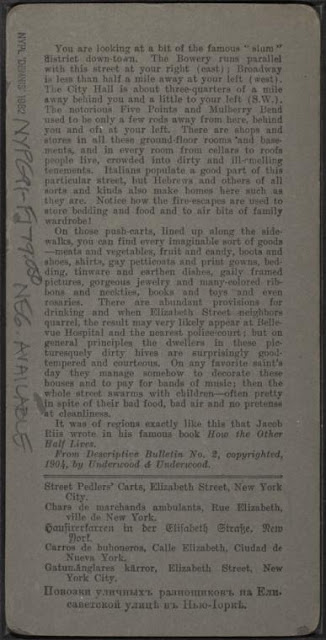 You are looking at a bit of the famous "slum"
district down-town. The Bowery runs parallel
with this street at your right (east); Broadway
is less than half a mile away at your left (west).
The City Hall is about three-quarters of a mile
away behind you and a little to your left (S.W.).
The notorious Five Points and Mulberry Bend
used to be only a few rods away from here, behind
you and off at your left. There are shops and
stores in all these ground-floor rooms and base-
ments, and in every room from cellars to roofs
people live, crowded into dirty and ill-smelling
tenements. Italians populate a good part of this
particular street, but Hebrews and others of all
sorts and kinds also make homes here such as
they are. Notice how the fire-escapes are used to
store bedding and food and to air bits of family
wardrobe!
On those push-carts, lined up along the side-
walks, you can find every imaginable sort of goods
—meats and vegetables, fruit and candy, boots and
shoes, shirts, gay petticoats and print gowns, bed-
ding, tinware and earthen dishes, gaily framed
pictures, gorgeous jewelry and many-colored rib-
bons and neckties, books and toys and even
rosaries. There are abundant provisions for
drinking and when Elizabeth Street neighbors
quarrel, the result may very likely appear at Belle-
vue Hospital and the nearest police-court; but on
general principles the dwellers in these pic-
turesquely dirty hives are surprisingly good-
tempered and courteous. On any favorite saint's
day they manage somehow to decorate these
houses and to pay for bands of music; then the
whole street swarms with children—often pretty
in spite of their bad food, bad air and no pretense
at cleanliness.
It was of regions exactly like this that Jacob
Riis wrote in his famous book How the Other
Half Lives.
From Descriptive Bulletin No. 2, copyrighted,
1904, by Underwood & Underwood.
Street Pedlers' Carts, Elizabeth Street, New York
City.
Chars de marchands ambulants, Rue Elizabeth,
ville de New York.
Hausirerkarren in der Elisabeth Straße, New
York.
Carros de buhoneros, Calle Elizabeth, Ciudad de
Nueva York.
Gatumånglares kärror, Elizabeth Street, New
York City.
Повозки уличныхъ разнощиковъ на Ели-
саветской улицѣ въ Нью-Іоркѣ.
NEG AVAILABLE